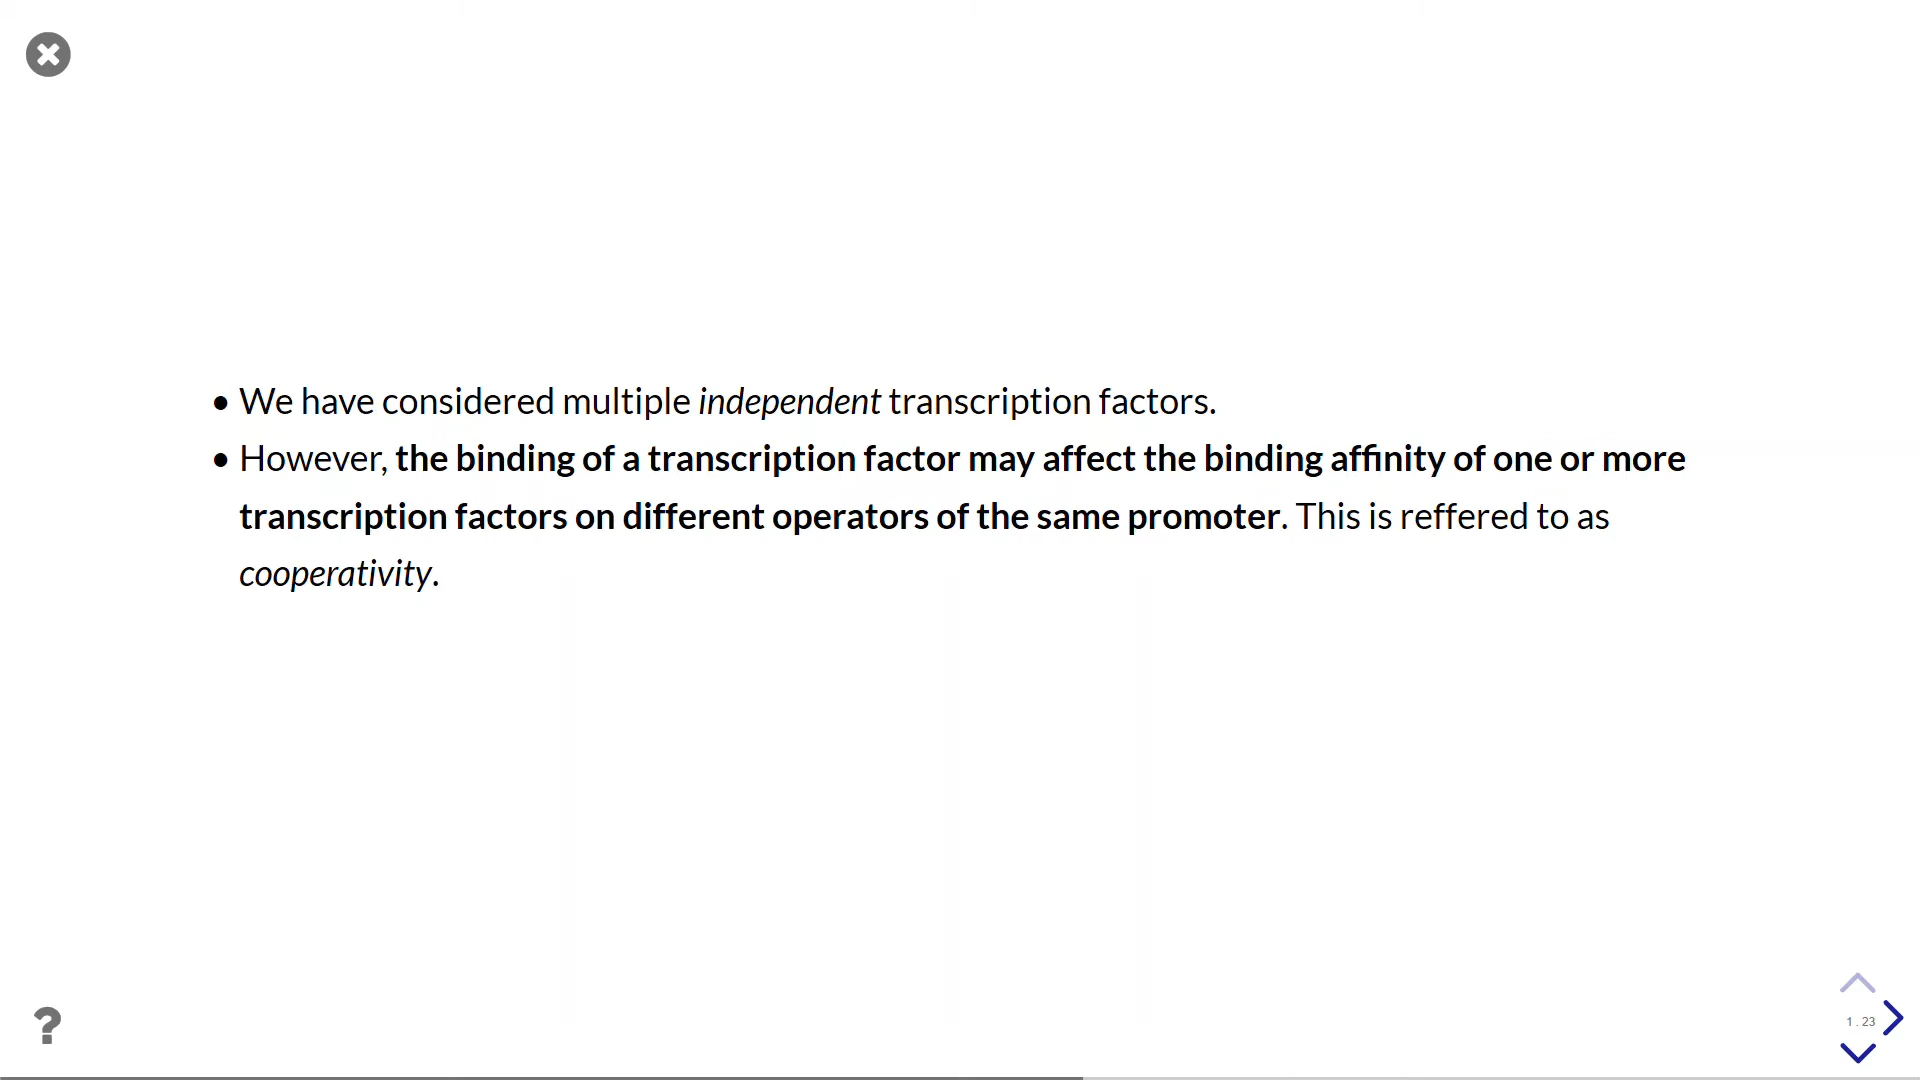 • We have considered multiple independent transcription factors.
• However, the binding of a transcription factor may affect the binding affinity of one or more
transcription factors on different operators of the same promoter. This is reffered to as
cooperativity.
?
1 . 23